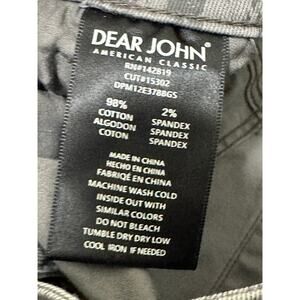 DEAR JOHN®
AMERICAN CLASSIC
RN#142819
CUT#15302
DPM12E3788GS
98% 2%
COTTON SPANDEX
ALGODON SPANDEX
COTON SPANDEX
MADE IN CHINA
HECHO EN CHINA
FABRIQE EN CHINA
MACHINE WASH COLD
INSIDE OUT WITH
SIMILAR COLORS
DO NOT BLEACH
TUMBLE DRY LOW
COOL IRON IF NEEDED